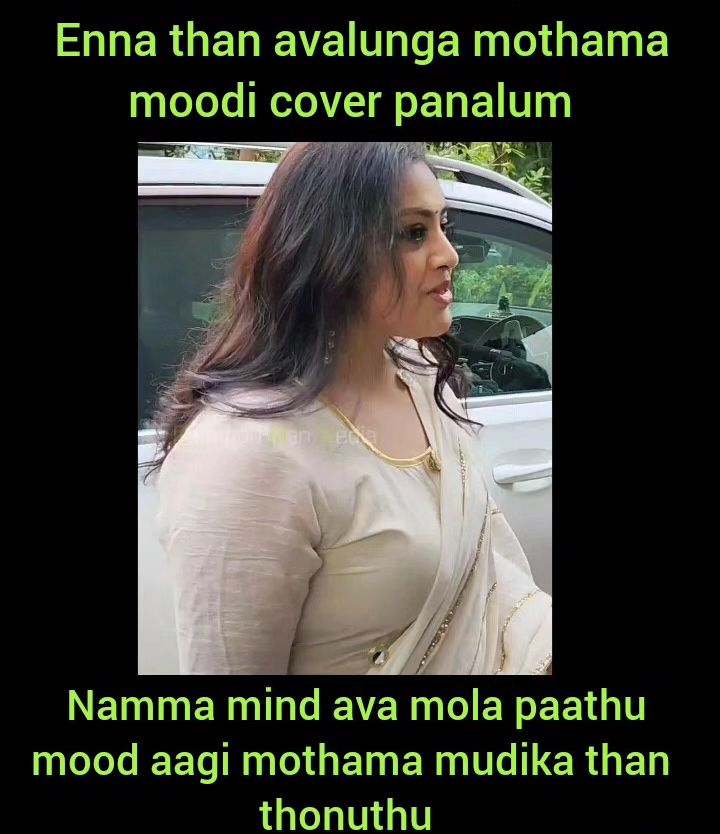 Enna than avalunga mothama
moodi cover panalum
Namma mind ava mola paathu
mood aagi mothama mudika than
thonuthu